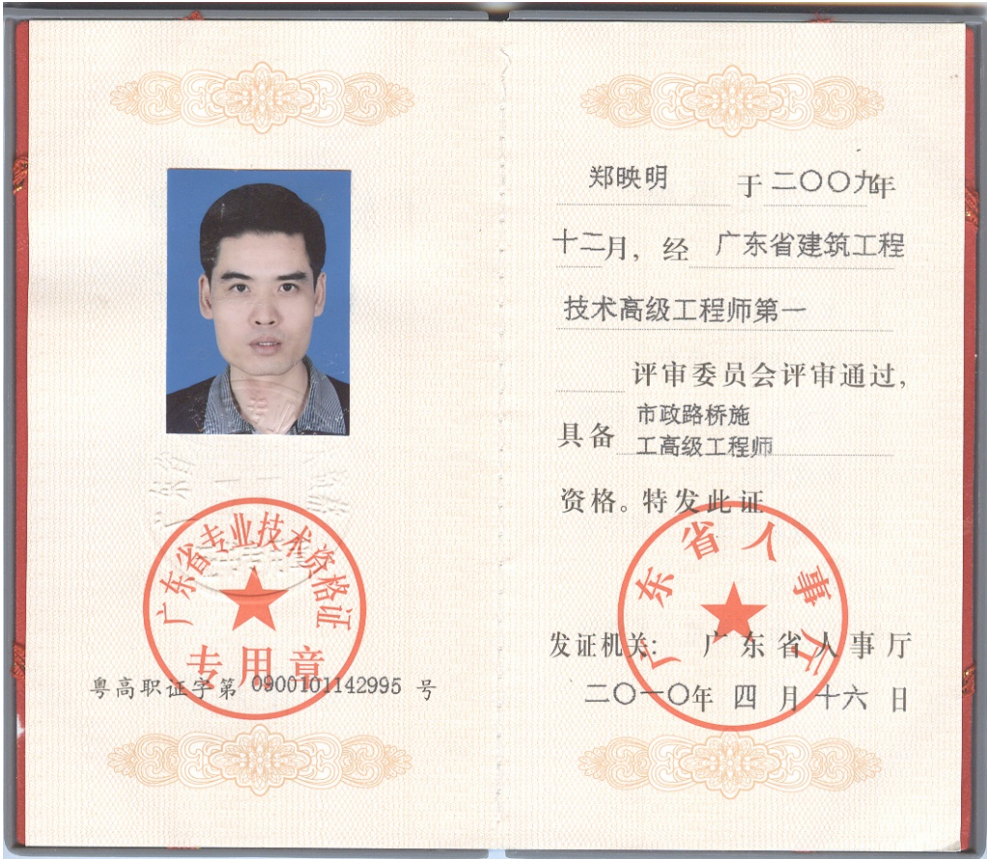 广东省专业技术资格证
专用章
粤高职证字第 0900101142995 号
郑映明 于二〇〇九年
十二月，经 广东省建筑工程
技术高级工程师第一
评审委员会评审通过，
具备 市政路桥施
工高级工程师
资格。特发此证
广东省人事厅
发证机关：广东省人事厅
二〇一〇年 四 月 十六 日